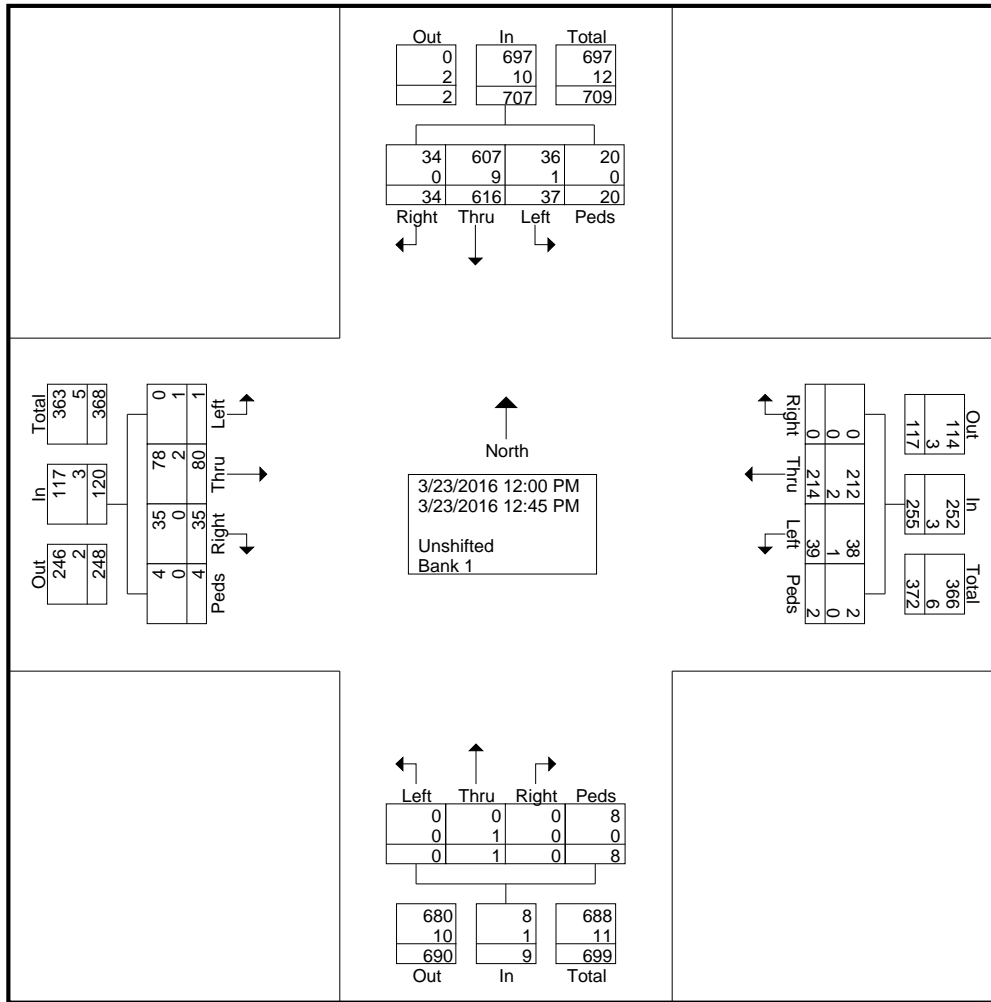 Out In Total
0 697 697
2 10 12
2 707 709
34 607 36 20
0 9 1 0
34 616 37 20
Right Thru Left Peds
Total
363
5
368
In
117
3
120
Out
246
2
248
0
1
1
Left
78
2
80
Thru
35
0
35
Right
4
0
4
Peds
North
3/23/2016 12:00 PM
3/23/2016 12:45 PM
Unshifted
Bank 1
Right
0
0
0
Thru
212
2
214
Left
38
1
39
Peds
2
0
2
Out
114
3
117
In
252
3
255
Total
366
6
372
Left Thru Right Peds
0 0 0 8
0 1 0 0
0 1 0 8
680 8 688
10 1 11
690 9 699
Out In Total